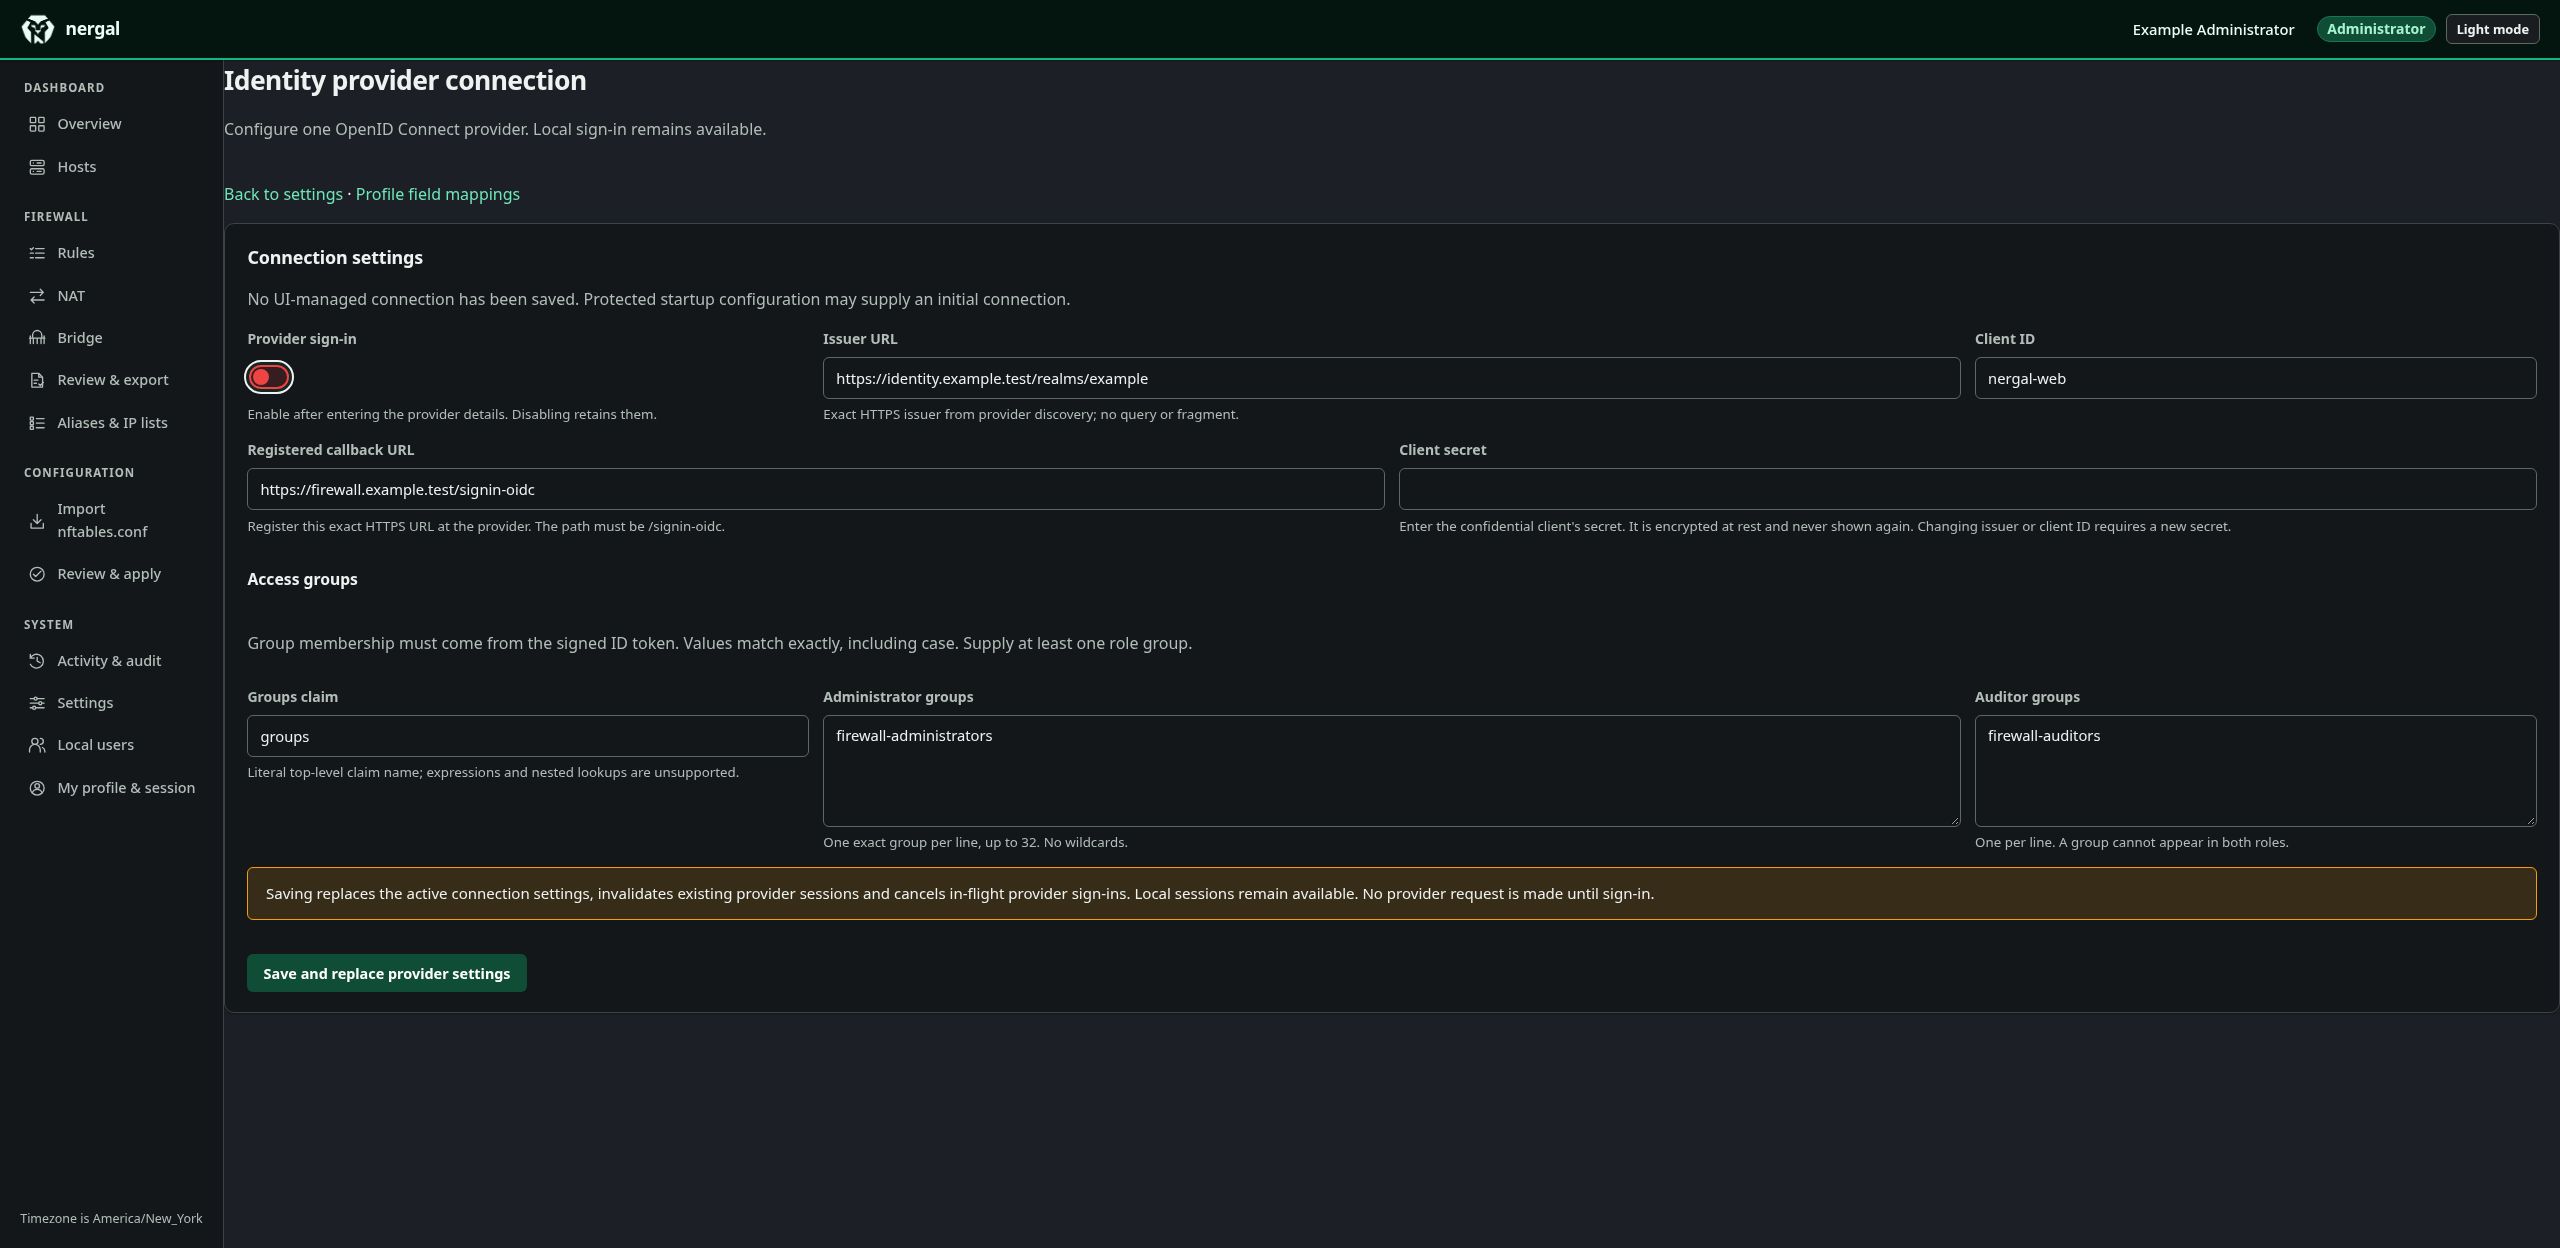 nergal
Example Administrator
Administrator
Light mode
DASHBOARD
Overview
Hosts
FIREWALL
Rules
NAT
Bridge
Review & export
Aliases & IP lists
CONFIGURATION
Import
nftables.conf
Review & apply
SYSTEM
Activity & audit
Settings
Local users
My profile & session
Timezone is America/New_York
Identity provider connection
Configure one OpenID Connect provider. Local sign-in remains available.
Back to settings · Profile field mappings
Connection settings
No UI-managed connection has been saved. Protected startup configuration may supply an initial connection.
Provider sign-in
Enable after entering the provider details. Disabling retains them.
Issuer URL
https://identity.example.test/realms/example
Exact HTTPS issuer from provider discovery; no query or fragment.
Client ID
nergal-web
Registered callback URL
https://firewall.example.test/signin-oidc
Register this exact HTTPS URL at the provider. The path must be /signin-oidc.
Client secret
Enter the confidential client's secret. It is encrypted at rest and never shown again. Changing issuer or client ID requires a new secret.
Access groups
Group membership must come from the signed ID token. Values match exactly, including case. Supply at least one role group.
Groups claim
groups
Literal top-level claim name; expressions and nested lookups are unsupported.
Administrator groups
firewall-administrators
One exact group per line, up to 32. No wildcards.
Auditor groups
firewall-auditors
One per line. A group cannot appear in both roles.
Saving replaces the active connection settings, invalidates existing provider sessions and cancels in-flight provider sign-ins. Local sessions remain available. No provider request is made until sign-in.
Save and replace provider settings